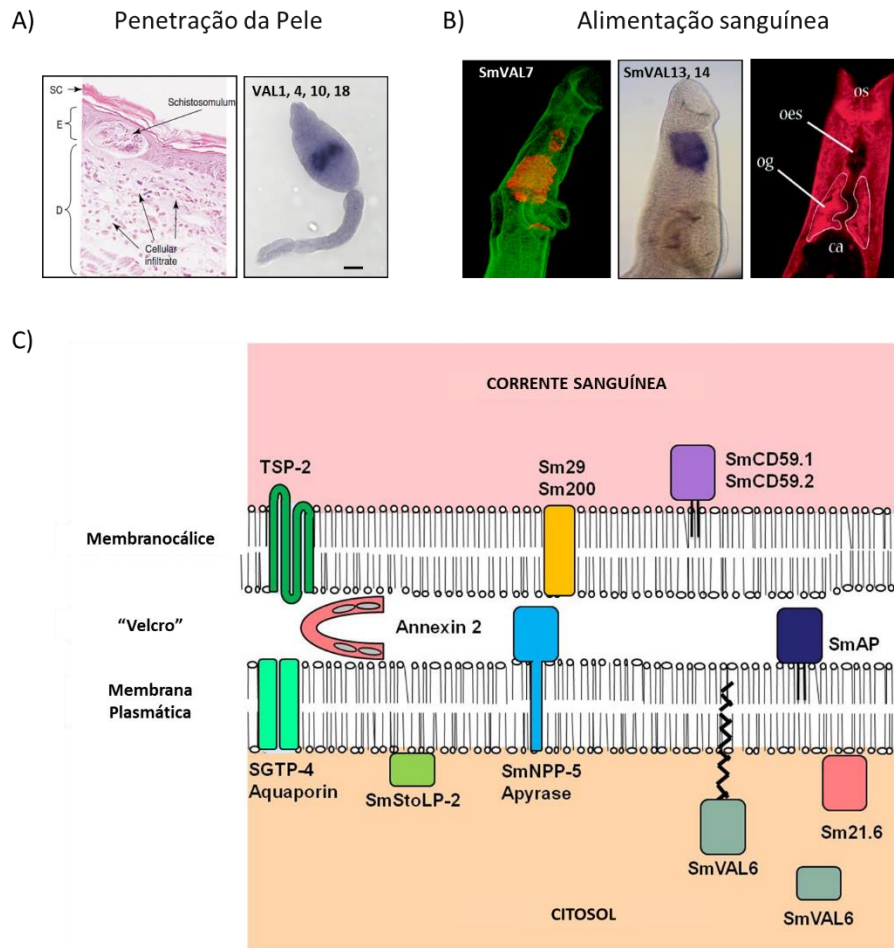 A)
Penetração da Pele
SC
E
D
Schistosomulum
Cellular
infiltrate
VAL1, 4, 10, 18
B)
Alimentação sanguínea
SmVAL7
SmVAL13, 14
os
oes
og
ca
C)
CORRENTE SANGUÍNEA
TSP-2
Sm29
Sm200
SmCD59.1
SmCD59.2
Membranocálice
"Velcro"
Annexin 2
SmAP
Membrana
Plasmática
SGTP-4
Aquaporin
SmStoLP-2
SmNPP-5
Apyrase
SmVAL6
Sm21.6
SmVAL6
CITOSOL